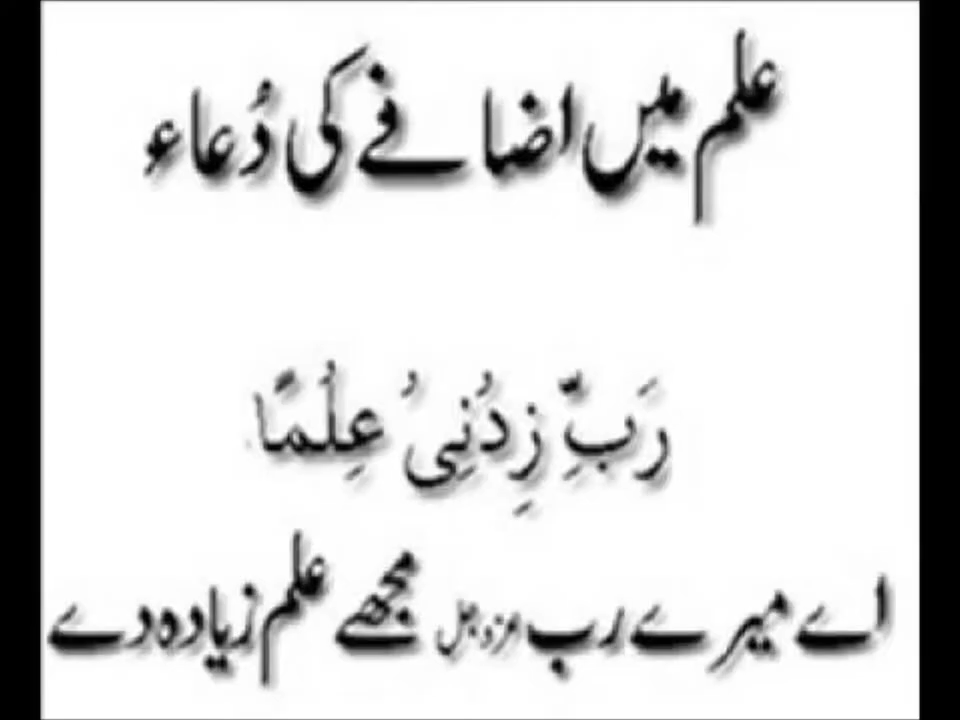 علم میں اضافے کی دُعاء
رَبِّ زِدْنِیْ عِلْمًا
اے میرے رب عزوجل مجھے علم زیادہ دے